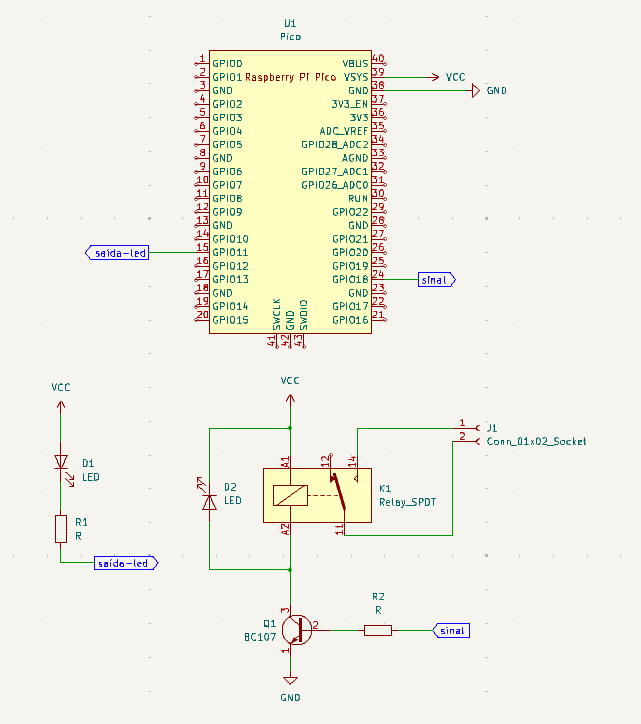 U1
Pico
Raspberry Pi Pico
1 GPIO0
2 GPIO1
3 GND
4 GPIO2
5 GPIO3
6 GPIO4
7 GPIO5
8 GND
9 GPIO6
10 GPIO7
11 GPIO8
12 GPIO9
13 GND
14 GPIO10
15 GPIO11
16 GPIO12
17 GPIO13
18 GND
19 GPIO14
20 GPIO15
saida-led
VBUS 40
VSYS 39
VCC
GND 38
GND
3V3_EN 37
3V3 36
ADC_VREF 35
GPIO28_ADC2 34
AGND 33
GPIO27_ADC1 32
GPIO26_ADC0 31
RUN 30
GPIO22 29
GND 28
GPIO21 27
GPIO20 26
GPIO19 25
GPIO18 24
sinal
GND 23
GPIO17 22
GPIO16 21
SWCLK 41
GND 42
SWDIO 43
VCC
D1
LED
R1
R
saida-led
VCC
D2
LED
A1
A2
12
14
11
K1
Relay_SPDT
1
2
J1
Conn_01x02_Socket
Q1
BC107
3
2
1
R2
R
sinal
GND